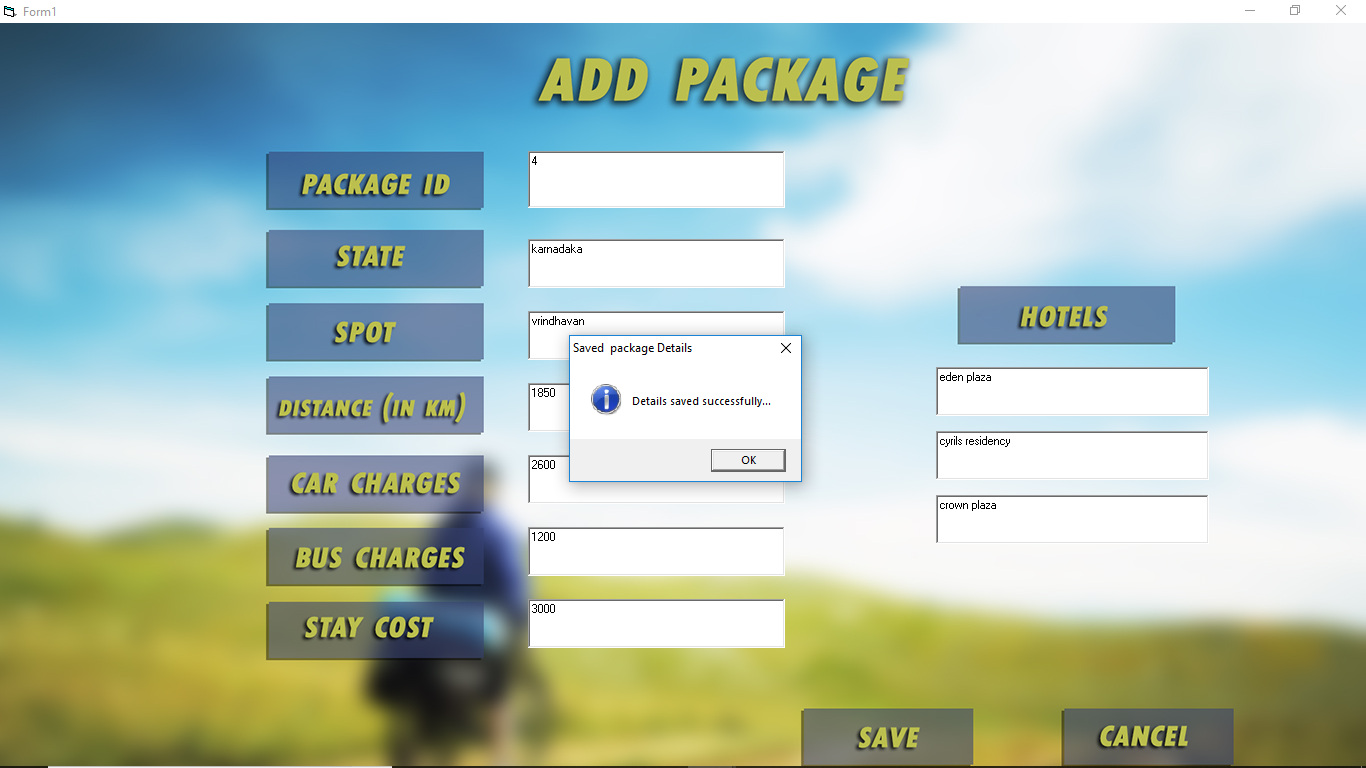 Form1
ADD PACKAGE
PACKAGE ID
4
STATE
karnadaka
SPOT
vrindhavan
DISTANCE (IN KM)
1850
CAR CHARGES
2600
BUS CHARGES
1200
STAY COST
3000
HOTELS
eden plaza
cyrils residency
crown plaza
Saved package Details
Details saved successfully...
OK
SAVE
CANCEL